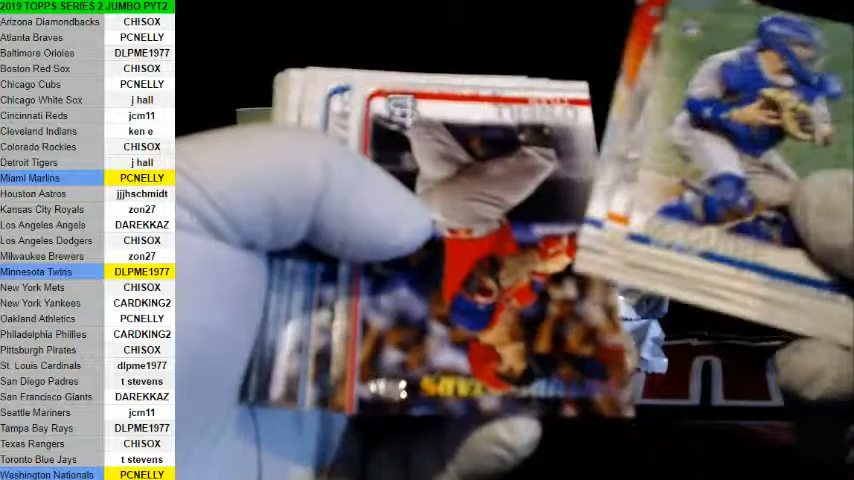 2019 TOPPS SERIES 2 JUMBO PYT2
Arizona Diamondbacks CHISOX
Atlanta Braves PCNELLY
Baltimore Orioles DLPME1977
Boston Red Sox CHISOX
Chicago Cubs PCNELLY
Chicago White Sox j hall
Cincinnati Reds jcm11
Cleveland Indians ken e
Colorado Rockies CHISOX
Detroit Tigers j hall
Miami Marlins PCNELLY
Houston Astros jjjhschmidt
Kansas City Royals zon27
Los Angeles Angels DAREKKAZ
Los Angeles Dodgers CHISOX
Milwaukee Brewers zon27
Minnesota Twins DLPME1977
New York Mets CHISOX
New York Yankees CARDKING2
Oakland Athletics PCNELLY
Philadelphia Phillies CARDKING2
Pittsburgh Pirates CHISOX
St. Louis Cardinals dlpme1977
San Diego Padres t stevens
San Francisco Giants DAREKKAZ
Seattle Mariners jcm11
Tampa Bay Rays DLPME1977
Texas Rangers CHISOX
Toronto Blue Jays t stevens
Washington Nationals PCNELLY